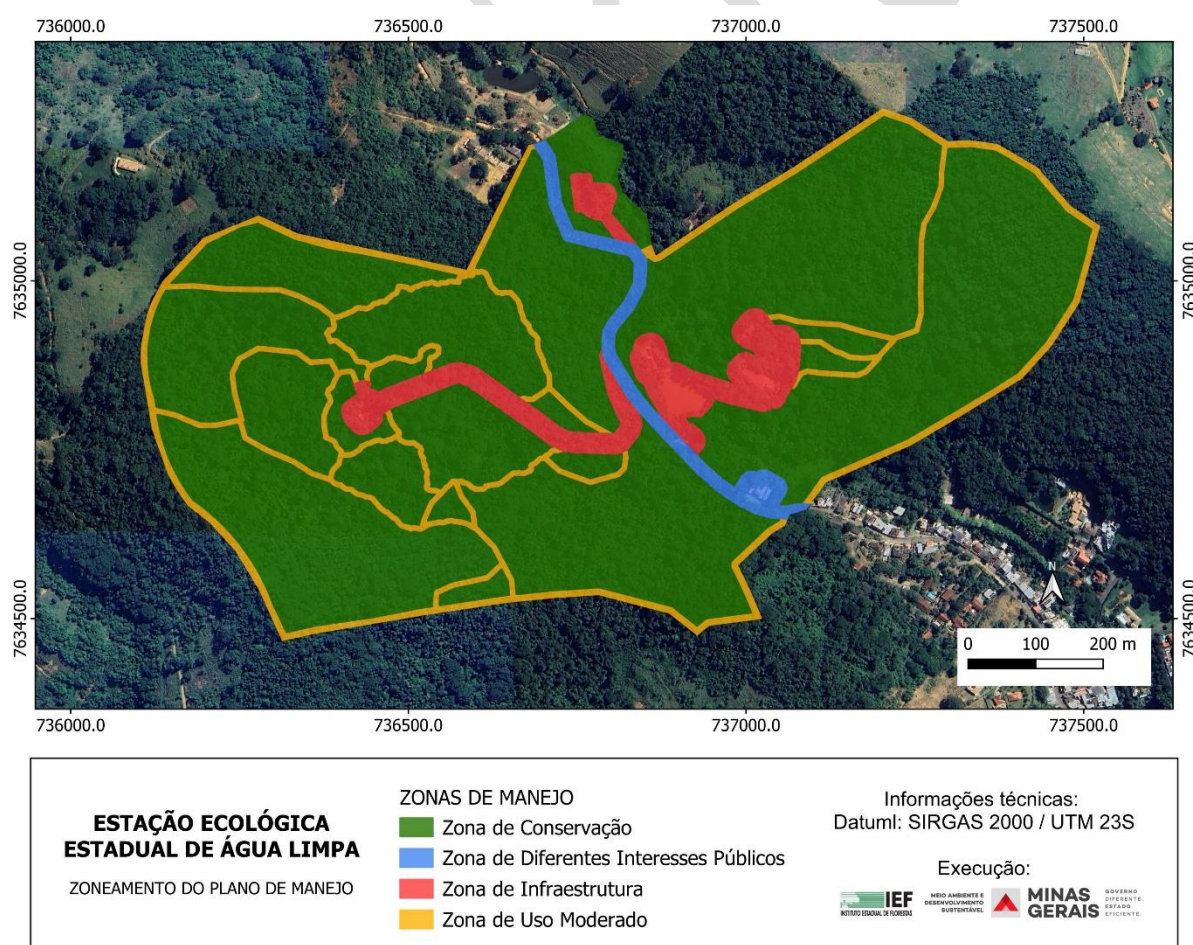 736000.0
736500.0
737000.0
737500.0
7635000.0
7635000.0
7634500.0
7634500.0
N
0 100 200 m
736000.0
736500.0
737000.0
737500.0
ESTAÇÃO ECOLÓGICA
ESTADUAL DE ÁGUA LIMPA
ZONEAMENTO DO PLANO DE MANEJO
ZONAS DE MANEJO
Zona de Conservação
Zona de Diferentes Interesses Públicos
Zona de Infraestrutura
Zona de Uso Moderado
Informações técnicas:
Datuml: SIRGAS 2000 / UTM 23S
Execução:
IEF
INSTITUTO ESTADUAL DE FLORESTAS
MEIO AMBIENTE E
DESENVOLVIMENTO
SUSTENTÁVEL
MINAS
GERAIS
GOVERNO
DIFERENTE.
ESTADO
EFICIENTE.